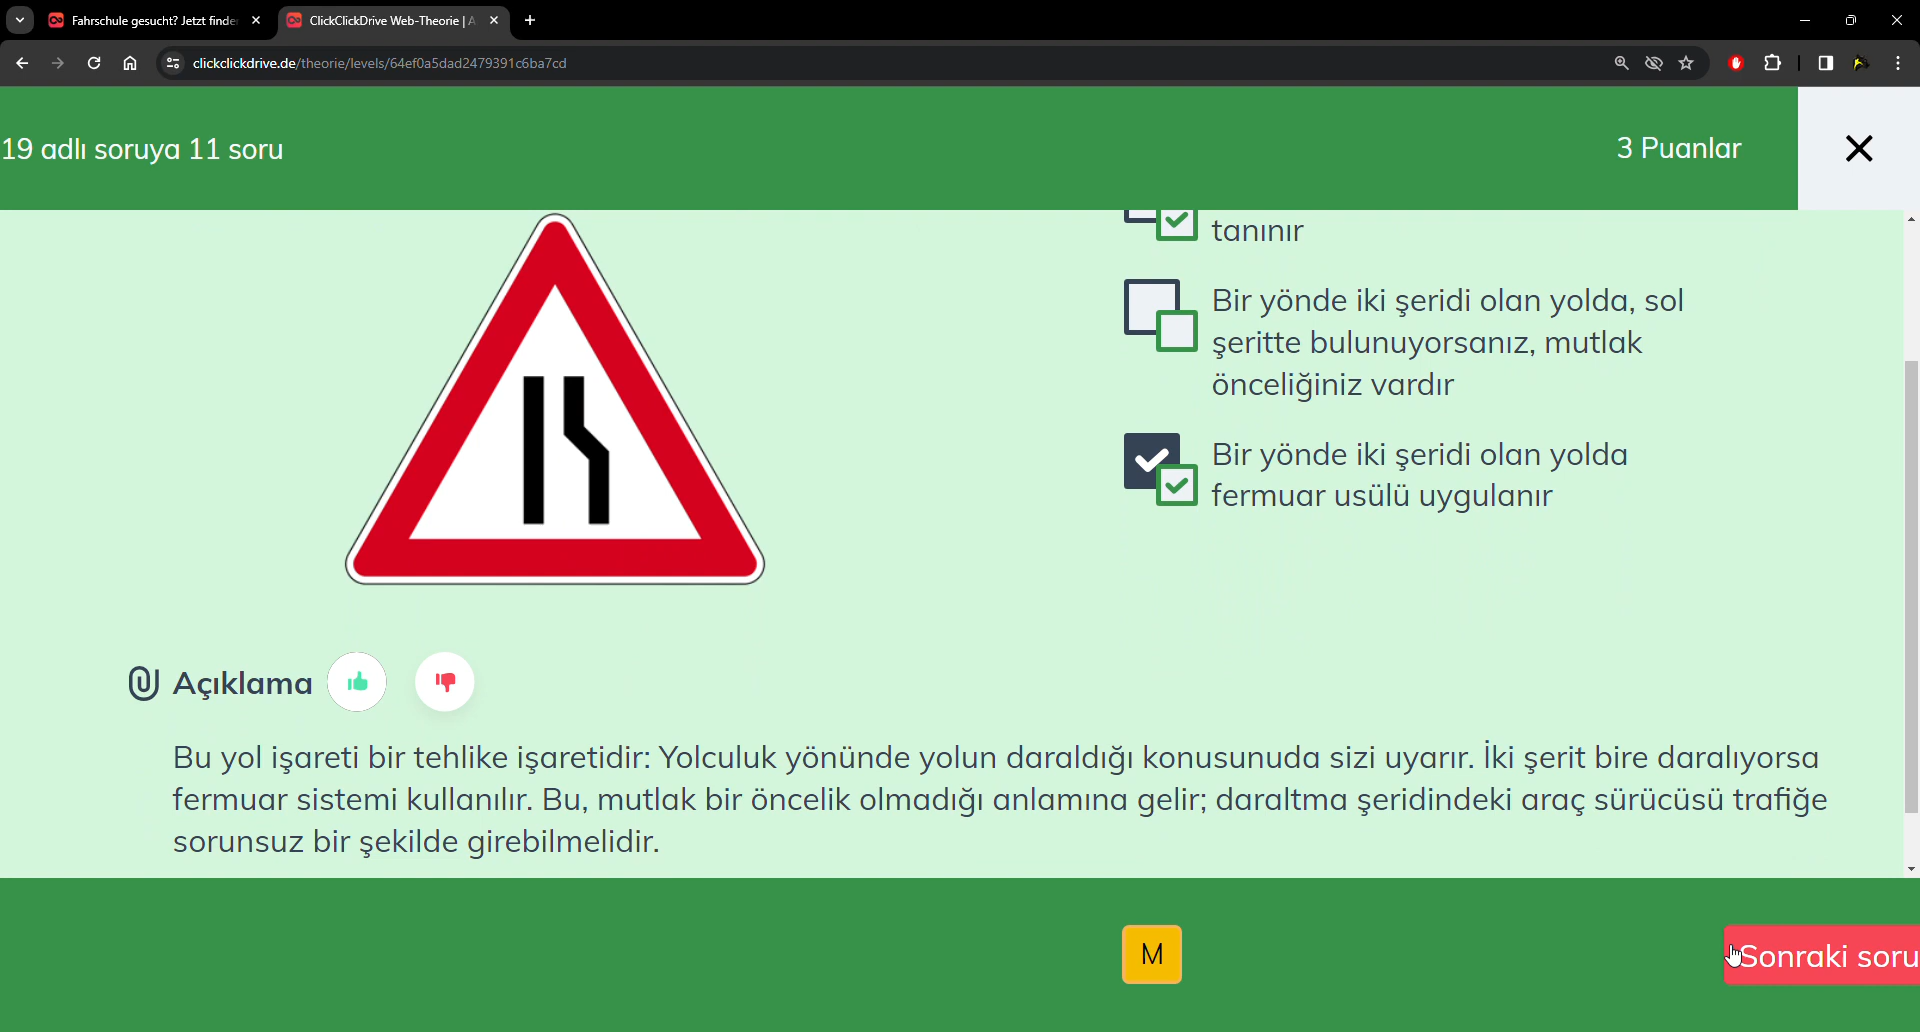 Fahrschule gesucht? Jetzt finde
ClickClickDrive Web-Theorie | A
clickclickdrive.de/theorie/levels/64ef0a5dad2479391c6ba7cd
19 adlı soruya 11 soru
3 Puanlar
tanınır
Bir yönde iki şeridi olan yolda, sol
şeritte bulunuyorsanız, mutlak
önceliğiniz vardır
Bir yönde iki şeridi olan yolda
fermuar usülü uygulanır
Açıklama
Bu yol işareti bir tehlike işaretidir: Yolculuk yönünde yolun daraldığı konusunuda sizi uyarır. İki şerit bire daralıyorsa
fermuar sistemi kullanılır. Bu, mutlak bir öncelik olmadığı anlamına gelir; daraltma şeridindeki araç sürücüsü trafiğe
sorunsuz bir şekilde girebilmelidir.
M
Sonraki soru